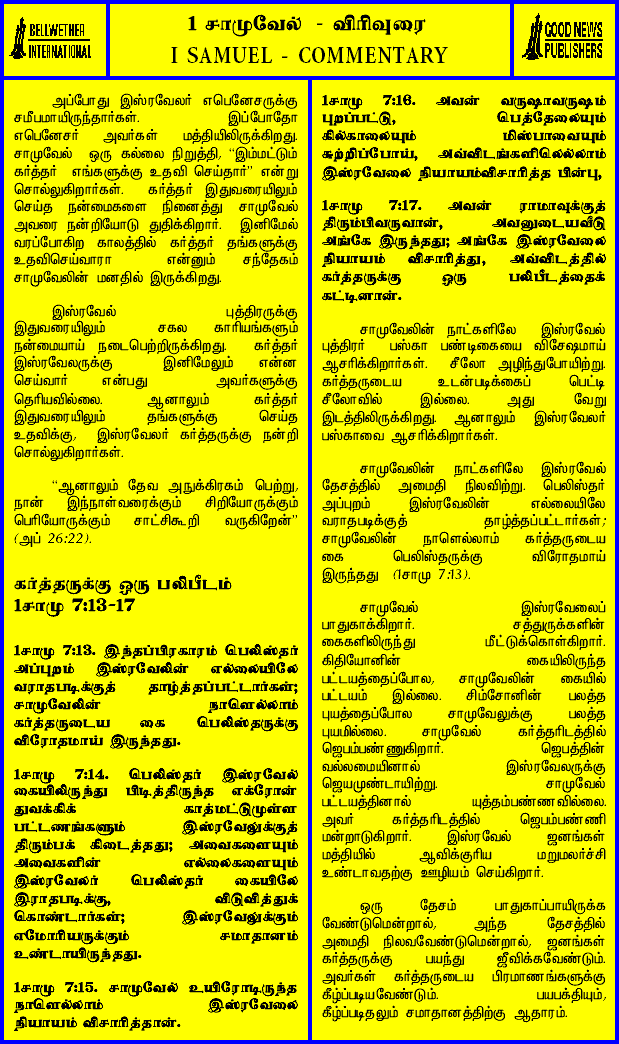 BELLWETHER
INTERNATIONAL
1 சாமுவேல் - விரிவுரை
I SAMUEL - COMMENTARY
GOOD NEWS
PUBLISHERS
அப்போது இஸ்ரவேலர் எபெனேசருக்கு
சமீபமாயிருந்தார்கள். இப்போதோ
எபெனேசர் அவர்கள் மத்தியிலிருக்கிறது.
சாமுவேல் ஒரு கல்லை நிறுத்தி, “இம்மட்டும்
கர்த்தர் எங்களுக்கு உதவி செய்தார்” என்று
சொல்லுகிறார்கள். கர்த்தர் இதுவரையிலும்
செய்த நன்மைகளை நினைத்து சாமுவேல்
அவரை நன்றியோடு துதிக்கிறார். இனிமேல்
வரப்போகிற காலத்தில் கர்த்தர் தங்களுக்கு
உதவிசெய்வாரா என்னும் சந்தேகம்
சாமுவேலின் மனதில் இருக்கிறது.
இஸ்ரவேல் புத்திரருக்கு
இதுவரையிலும் சகல காரியங்களும்
நன்மையாய் நடைபெற்றிருக்கிறது. கர்த்தர்
இஸ்ரவேலருக்கு இனிமேலும் என்ன
செய்வார் என்பது அவர்களுக்கு
தெரியவில்லை. ஆனாலும் கர்த்தர்
இதுவரையிலும் தங்களுக்கு செய்த
உதவிக்கு, இஸ்ரவேலர் கர்த்தருக்கு நன்றி
சொல்லுகிறார்கள்.
“ஆனாலும் தேவ அநுக்கிரகம் பெற்று,
நான் இந்நாள்வரைக்கும் சிறியோருக்கும்
பெரியோருக்கும் சாட்சிகூறி வருகிறேன்”
(அப் 26:22).
கர்த்தருக்கு ஒரு பலிபீடம்
1சாமு 7:13-17
1சாமு 7:13. இந்தப்பிரகாரம் பெலிஸ்தர்
அப்புறம் இஸ்ரவேலின் எல்லையிலே
வராதபடிக்குத் தாழ்த்தப்பட்டார்கள்;
சாமுவேலின் நாளெல்லாம்
கர்த்தருடைய கை பெலிஸ்தருக்கு
விரோதமாய் இருந்தது.
1சாமு 7:14. பெலிஸ்தர் இஸ்ரவேல்
கையிலிருந்து பிடித்திருந்த எக்ரோன்
துவக்கிக் காத்மட்டுமுள்ள
பட்டணங்களும் இஸ்ரவேலுக்குத்
திரும்பக் கிடைத்தது; அவைகளையும்
அவைகளின் எல்லைகளையும்
இஸ்ரவேலர் பெலிஸ்தர் கையிலே
இராதபடிக்கு, விடுவித்துக்
கொண்டார்கள்; இஸ்ரவேலுக்கும்
எமோரியருக்கும் சமாதானம்
உண்டாயிருந்தது.
1சாமு 7:15. சாமுவேல் உயிரோடிருந்த
நாளெல்லாம் இஸ்ரவேலை
நியாயம் விசாரித்தான்.
1சாமு 7:16. அவன் வருஷாவருஷம்
புறப்பட்டு, பெத்தேலையும்
கில்காலையும் மிஸ்பாவையும்
சுற்றிப்போய், அவ்விடங்களிலெல்லாம்
இஸ்ரவேலை நியாயம்விசாரித்த பின்பு,
1சாமு 7:17. அவன் ராமாவுக்குத்
திரும்பிவருவான், அவனுடையவீடு
அங்கே இருந்தது; அங்கே இஸ்ரவேலை
நியாயம் விசாரித்து, அவ்விடத்தில்
கர்த்தருக்கு ஒரு பலிபீடத்தைக்
கட்டினான்.
சாமுவேலின் நாட்களிலே இஸ்ரவேல்
புத்திரர் பஸ்கா பண்டிகையை விசேஷமாய்
ஆசரிக்கிறார்கள். சீலோ அழிந்துபோயிற்று.
கர்த்தருடைய உடன்படிக்கைப் பெட்டி
சீலோவில் இல்லை. அது வேறு
இடத்திலிருக்கிறது. ஆனாலும் இஸ்ரவேலர்
பஸ்காவை ஆசரிக்கிறார்கள்.
சாமுவேலின் நாட்களிலே இஸ்ரவேல்
தேசத்தில் அமைதி நிலவிற்று. பெலிஸ்தர்
அப்புறம் இஸ்ரவேலின் எல்லையிலே
வராதபடிக்குத் தாழ்த்தப்பட்டார்கள்;
சாமுவேலின் நாளெல்லாம் கர்த்தருடைய
கை பெலிஸ்தருக்கு விரோதமாய்
இருந்தது (1சாமு 7:13).
சாமுவேல் இஸ்ரவேலைப்
பாதுகாக்கிறார். சத்துருக்களின்
கைகளிலிருந்து மீட்டுக்கொள்கிறார்.
கிதியோனின் கையிலிருந்த
பட்டயத்தைப்போல, சாமுவேலின் கையில்
பட்டயம் இல்லை. சிம்சோனின் பலத்த
புயத்தைப்போல சாமுவேலுக்கு பலத்த
புயமில்லை. சாமுவேல் கர்த்தரிடத்தில்
ஜெபம்பண்ணுகிறார். ஜெபத்தின்
வல்லமையினால் இஸ்ரவேலருக்கு
ஜெயமுண்டாயிற்று. சாமுவேல்
பட்டயத்தினால் யுத்தம்பண்ணவில்லை.
அவர் கர்த்தரிடத்தில் ஜெபம்பண்ணி
மன்றாடுகிறார். இஸ்ரவேல் ஜனங்கள்
மத்தியில் ஆவிக்குரிய மறுமலர்ச்சி
உண்டாவதற்கு ஊழியம் செய்கிறார்.
ஒரு தேசம் பாதுகாப்பாயிருக்க
வேண்டுமென்றால், அந்த தேசத்தில்
அமைதி நிலவவேண்டுமென்றால், ஜனங்கள்
கர்த்தருக்கு பயந்து ஜீவிக்கவேண்டும்.
அவர்கள் கர்த்தருடைய பிரமாணங்களுக்கு
கீழ்ப்படியவேண்டும். பயபக்தியும்,
கீழ்ப்படிதலும் சமாதானத்திற்கு ஆதாரம்.